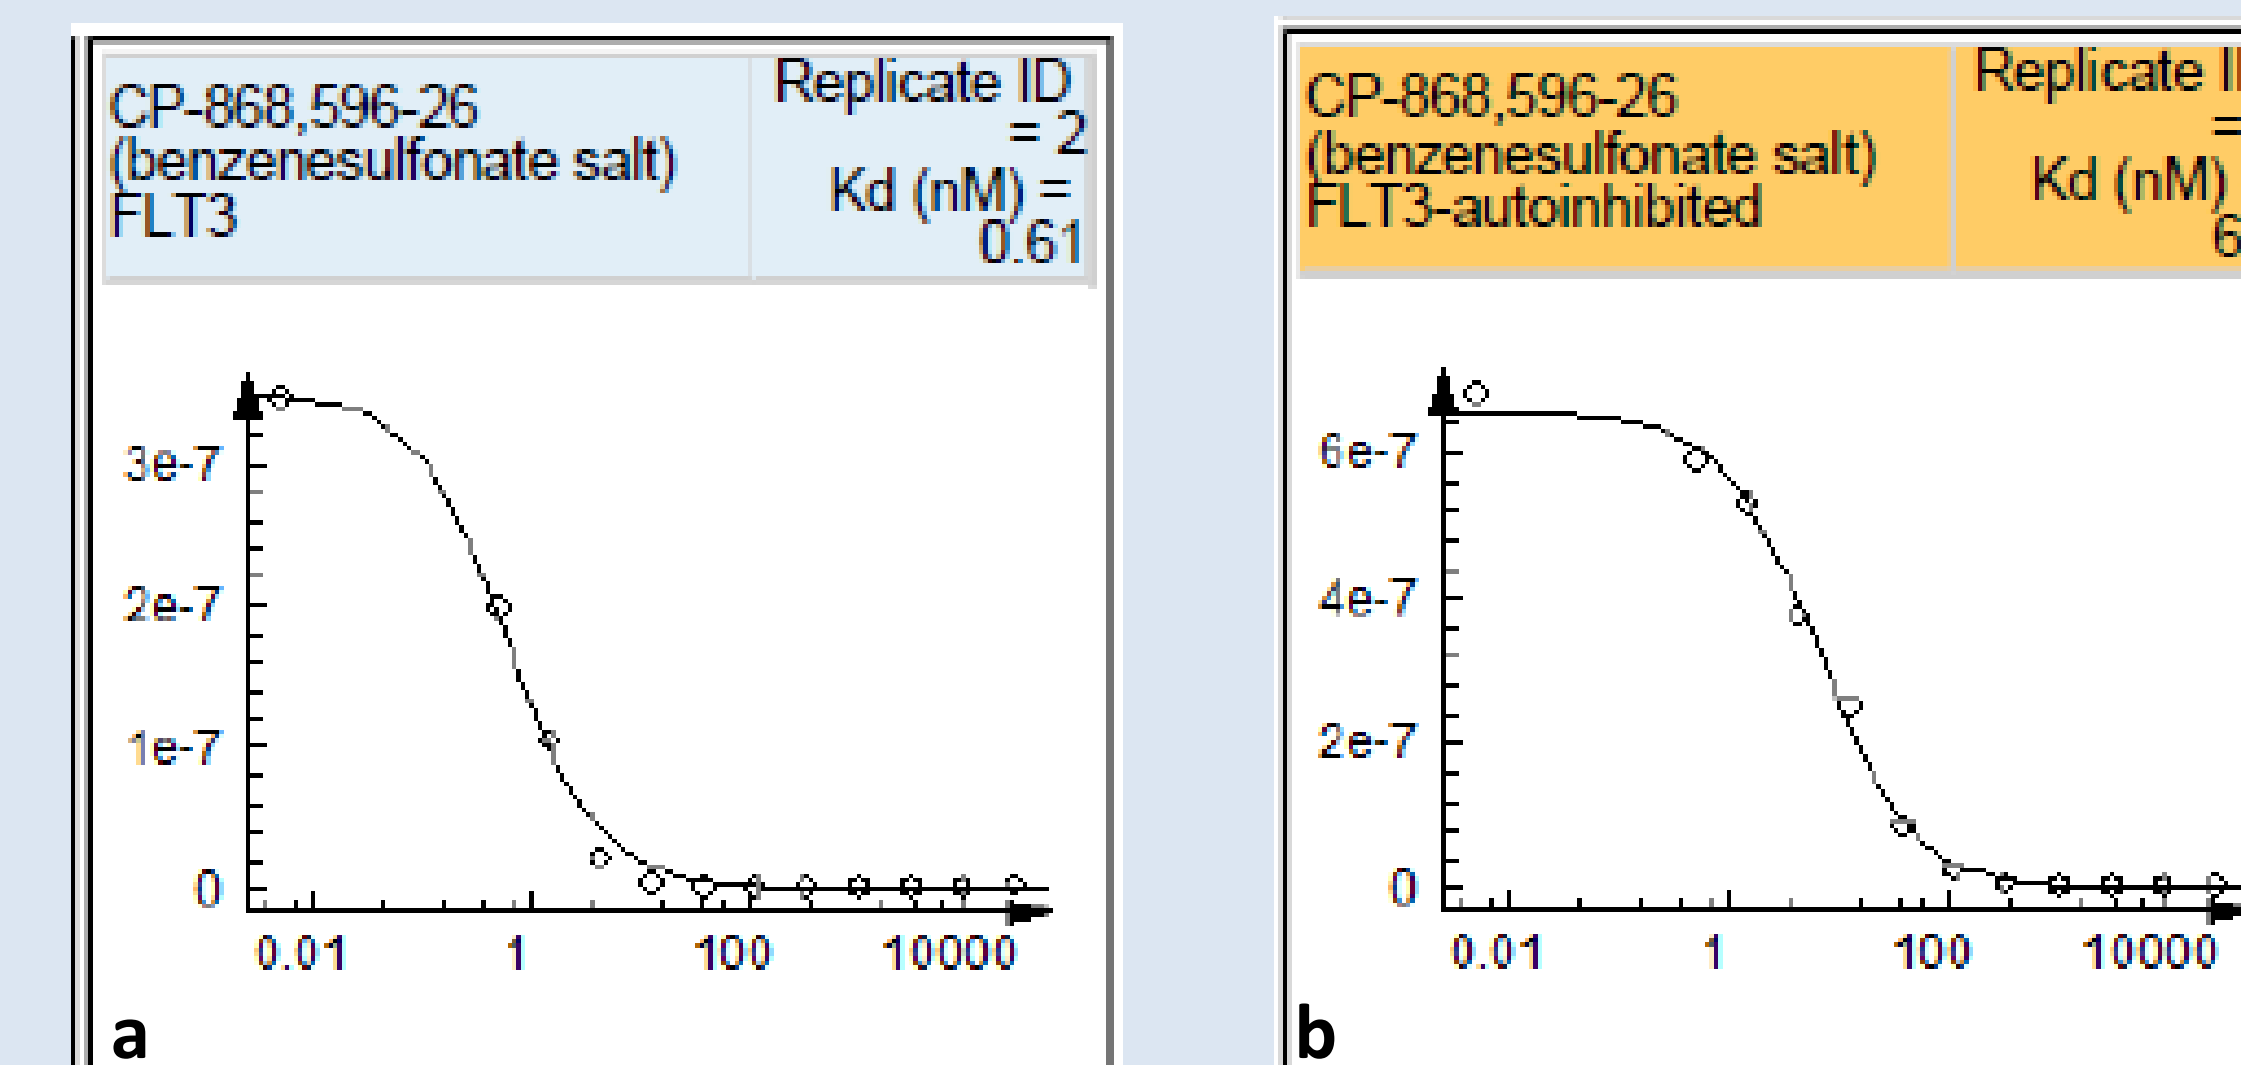 CP-868,596-26
(benzenesulfonate salt)
FLT3
Replicate ID
= 2
Kd (nM) =
0.61
3e-7
2e-7
1e-7
0
0.01 1 100 10000
a
CP-868,596-26
(benzenesulfonate salt)
FLT3-autoinhibited
Replicate
=
Kd (nM)
6
6e-7
4e-7
2e-7
0
0.01 1 100 10000
b